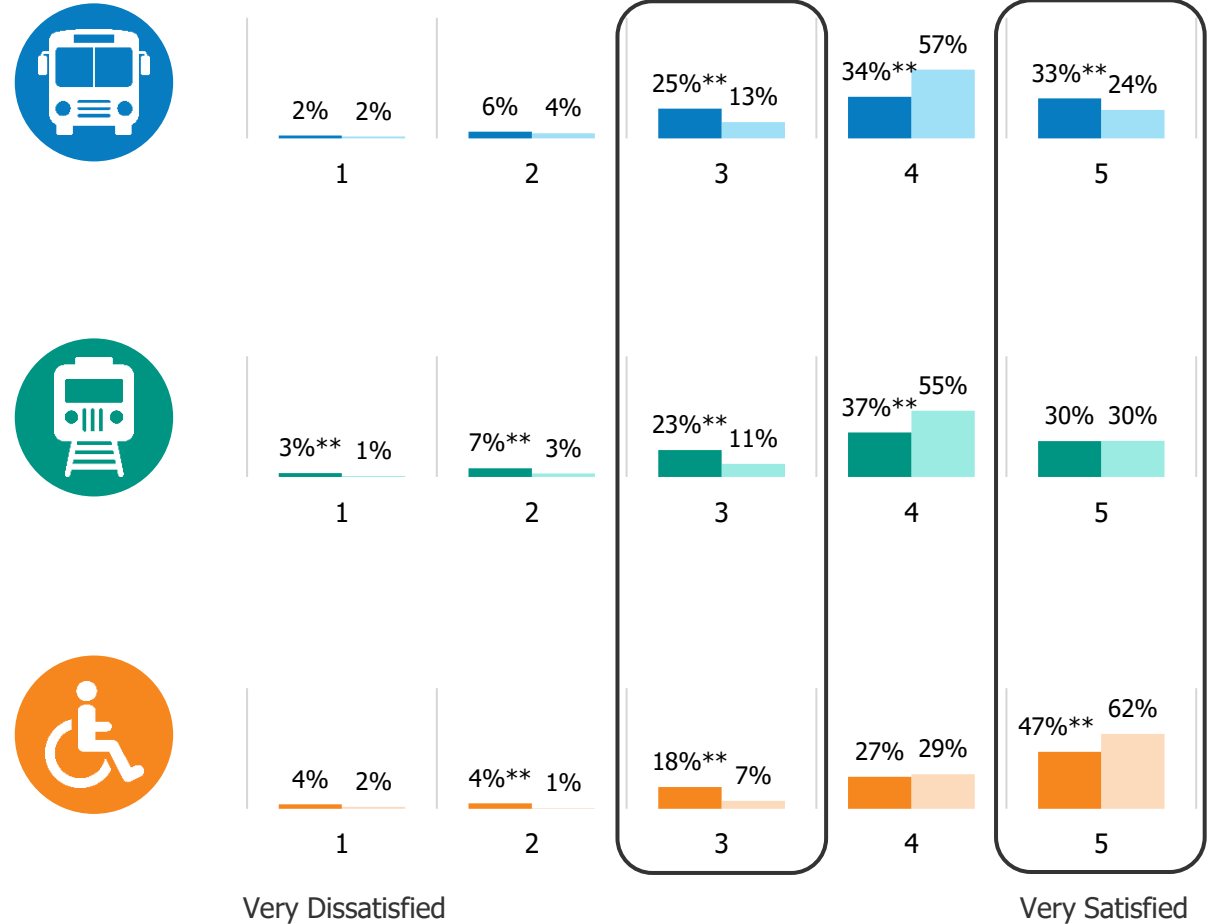 2% 2% 6% 4% 25%** 13% 34%** 57% 33%** 24%
1 2 3 4 5
3%** 1% 7%** 3% 23%** 11% 37%** 55% 30% 30%
1 2 3 4 5
4% 2% 4%** 1% 18%** 7% 27% 29% 47%** 62%
1 2 3 4 5
Very Dissatisfied Very Satisfied